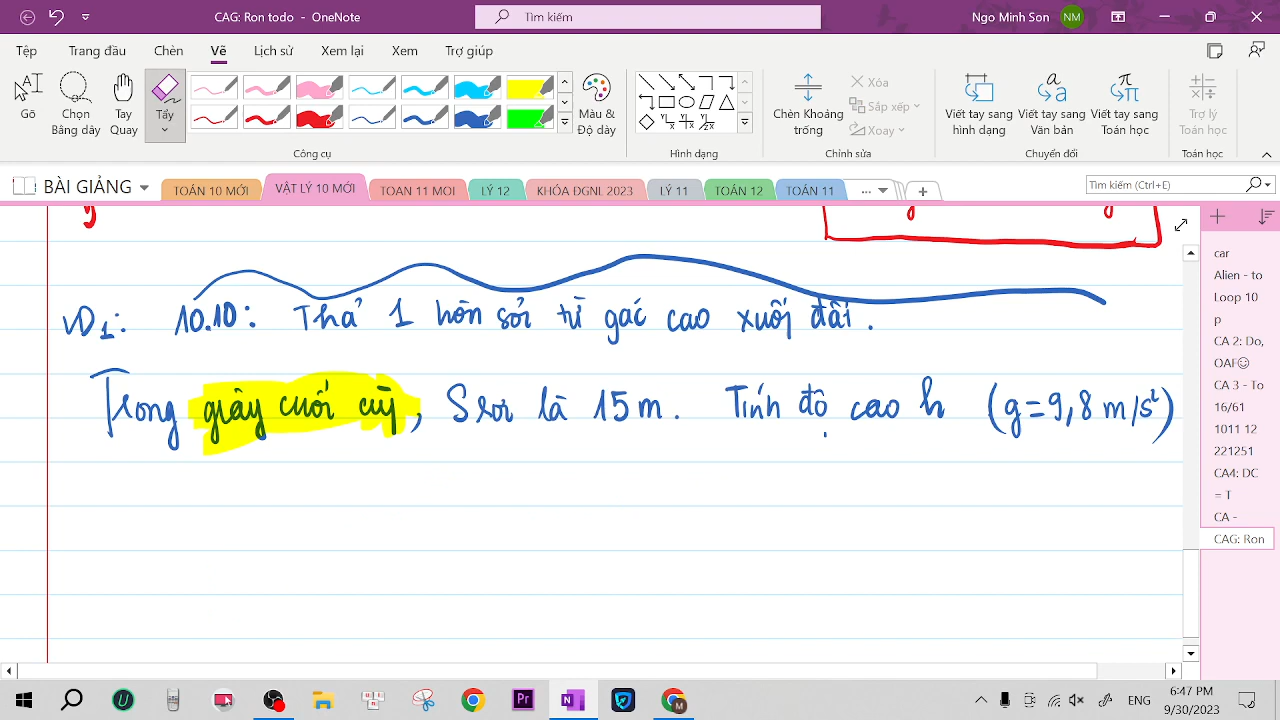 CAG: Ron todo - OneNote
Tìm kiếm
Ngo Minh Son
NM
Tệp
Trang đầu
Chèn
Vẽ
Lịch sử
Xem lại
Xem
Trợ giúp
Gõ
Chọn Bằng dây
Tay Quay
Tẩy
Màu & Độ dày
Chèn Khoảng trống
Xóa
Sắp xếp
Xoay
Viết tay sang hình dạng
Viết tay sang Văn bản
Viết tay sang Toán học
Trợ lý Toán học
Công cụ
Hình dạng
Chỉnh sửa
Chuyển đổi
Toán học
BÀI GIẢNG
TOÁN 10 MỚI
VẬT LÝ 10 MỚI
TOAN 11 MOI
LÝ 12
KHÓA ĐGNL 2023
LÝ 11
TOÁN 12
TOÁN 11
...
Tìm kiếm (Ctrl+E)
VD1: 10.10: Thả 1 hòn sỏi từ gác cao xuống đất.
Trong giây cuối cùng, Srơi là 15m. Tính độ cao h (g=9,8 m/s²)
car
Alien - to
Loop 10
p
CA 2: Do,
OAF☺
CA 3 - To
16/61
1011 12
221251
CA4: DC
= T
CA -
CAG: Ron
ENG
6:47 PM
9/30/2023